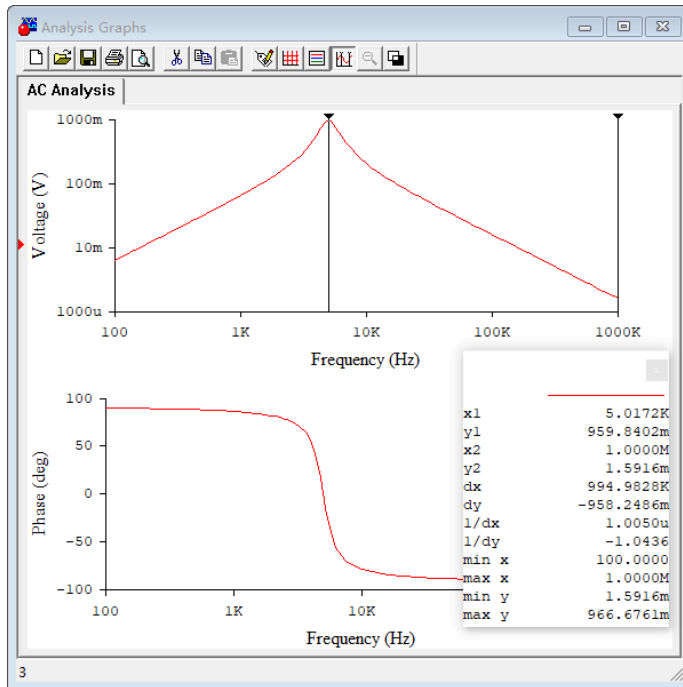 Analysis Graphs
AC Analysis
1000m
100m
10m
1000u
Voltage (V)
100 1K 10K 100K 1000K
Frequency (Hz)
100
50
0
-50
-100
Phase (deg)
100 1K 10K
Frequency (Hz)
x1 5.0172K
y1 959.8402m
x2 1.0000M
y2 1.5916m
dx 994.9828K
dy -958.2486m
1/dx 1.0050u
1/dy -1.0436
min x 100.0000
max x 1.0000M
min y 1.5916m
max y 966.6761m
3